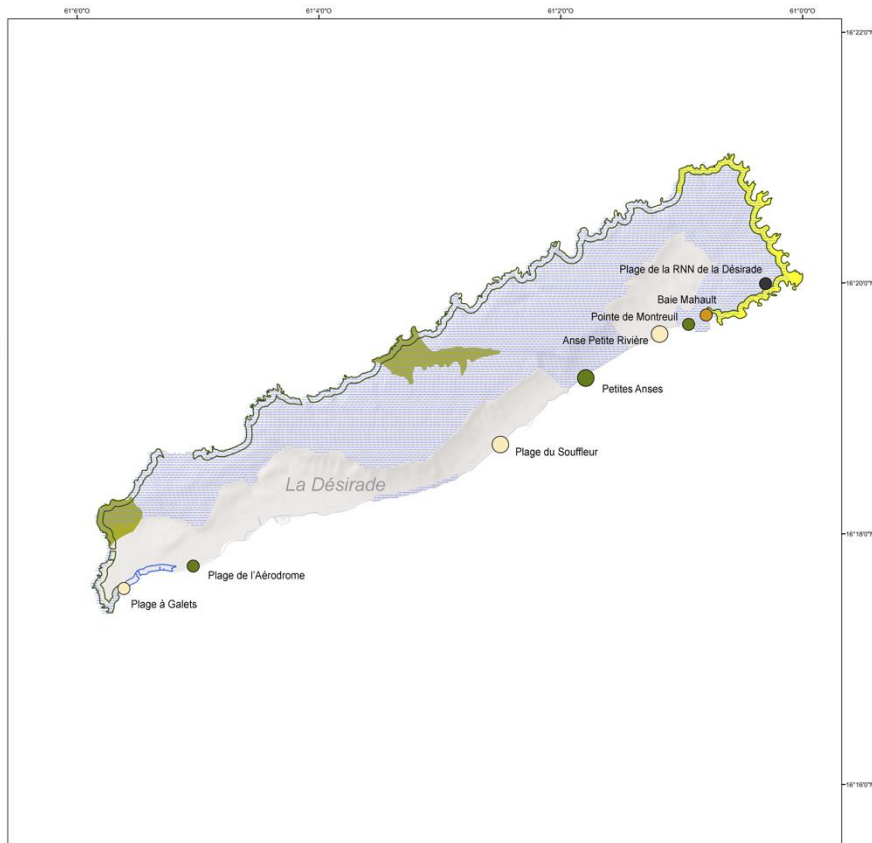 61°6'0"O
61°4'0"O
61°2'0"O
61°0'0"O
16°22'0"N
Plage de la RNN de la Désirade
16°20'0"N
Baie Mahault
Pointe de Montreuil
Anse Petite Rivière
Petites Anses
Plage du Souffleur
La Désirade
16°18'0"N
Plage de l'Aérodrome
Plage à Galets
16°16'0"N